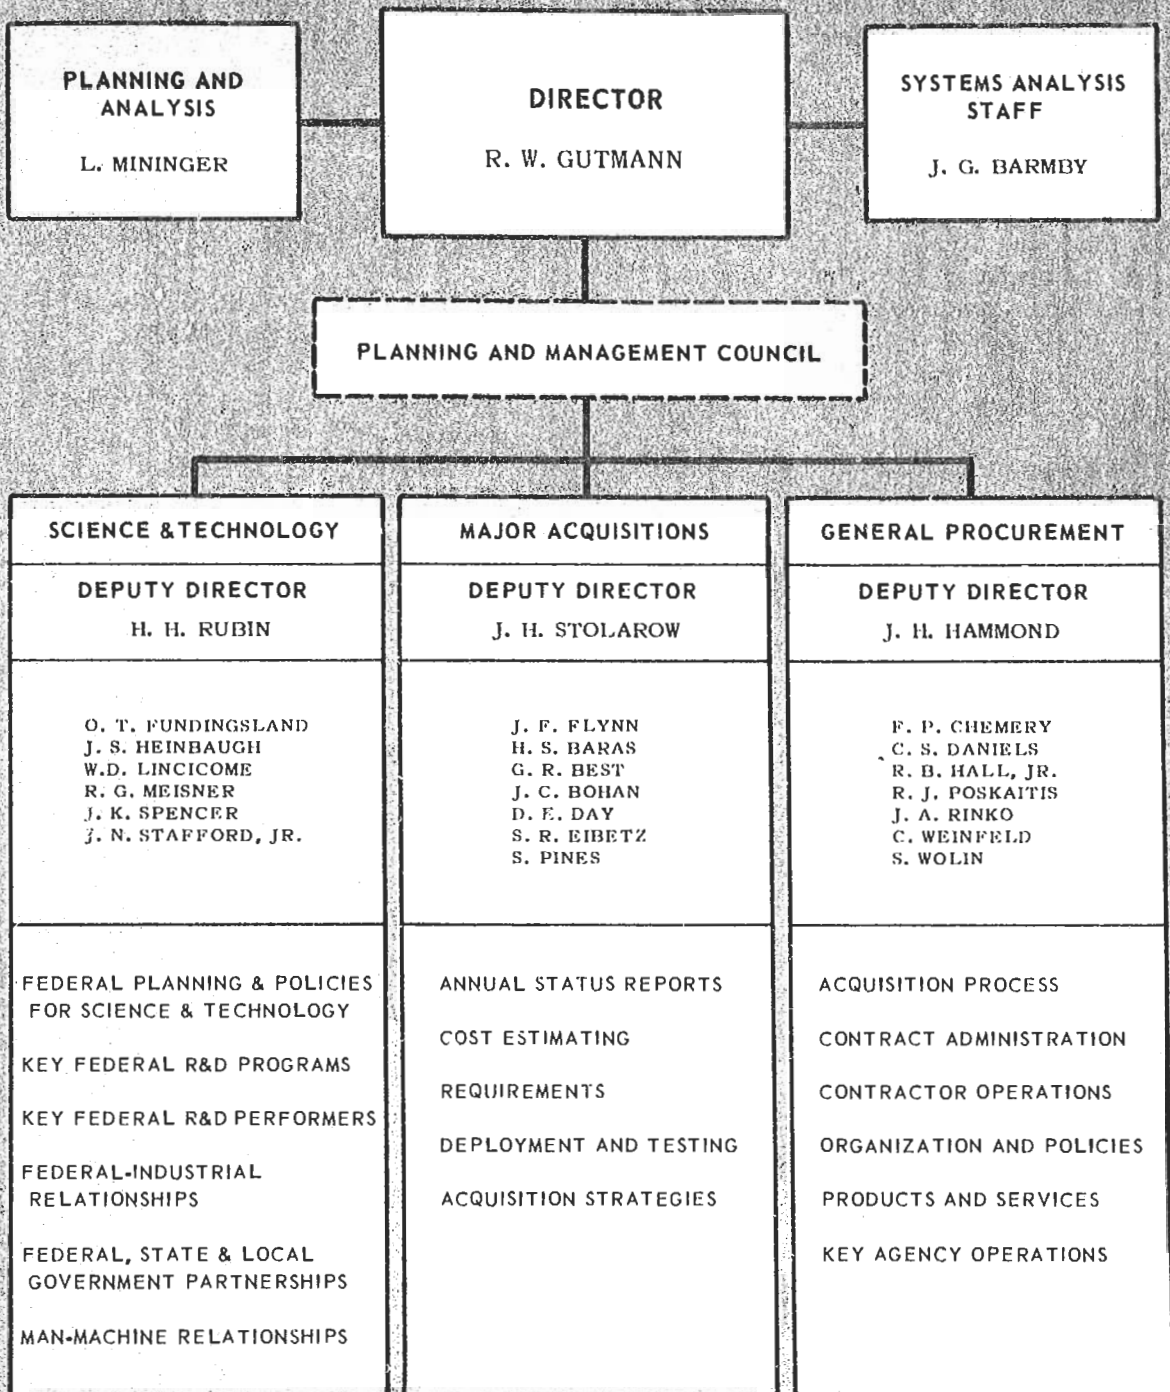 PLANNING AND
ANALYSIS
L. MININGER
DIRECTOR
R. W. GUTMANN
SYSTEMS ANALYSIS
STAFF
J. G. BARMBY
PLANNING AND MANAGEMENT COUNCIL
SCIENCE & TECHNOLOGY
DEPUTY DIRECTOR
H. H. RUBIN
O. T. FUNDINGSLAND
J. S. HEINBAUGH
W.D. LINCICOME
R. G. MEISNER
J. K. SPENCER
J. N. STAFFORD, JR.
FEDERAL PLANNING & POLICIES
FOR SCIENCE & TECHNOLOGY
KEY FEDERAL R&D PROGRAMS
KEY FEDERAL R&D PERFORMERS
FEDERAL-INDUSTRIAL
RELATIONSHIPS
FEDERAL, STATE & LOCAL
GOVERNMENT PARTNERSHIPS
MAN-MACHINE RELATIONSHIPS
MAJOR ACQUISITIONS
DEPUTY DIRECTOR
J. H. STOLAROW
J. F. FLYNN
H. S. BARAS
G. R. BEST
J. C. BOHAN
D. E. DAY
S. R. EIBETZ
S. PINES
ANNUAL STATUS REPORTS
COST ESTIMATING
REQUIREMENTS
DEPLOYMENT AND TESTING
ACQUISITION STRATEGIES
GENERAL PROCUREMENT
DEPUTY DIRECTOR
J. H. HAMMOND
F. P. CHEMERY
C. S. DANIELS
R. B. HALL, JR.
R. J. POSKAITIS
J. A. RINKO
C. WEINFELD
S. WOLIN
ACQUISITION PROCESS
CONTRACT ADMINISTRATION
CONTRACTOR OPERATIONS
ORGANIZATION AND POLICIES
PRODUCTS AND SERVICES
KEY AGENCY OPERATIONS